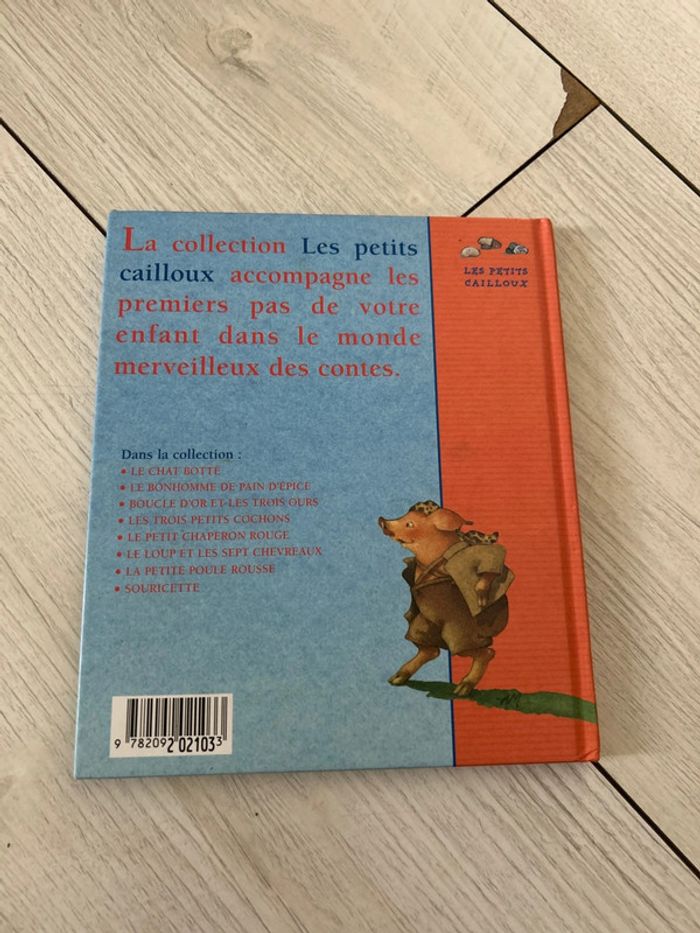 La collection Les petits
cailloux accompagne les
premiers pas de votre
enfant dans le monde
merveilleux des contes.
LES PETITS
CAILLOUX
Dans la collection :
• LE CHAT BOTTÉ
• LE BONHOMME DE PAIN D'ÉPICE
• BOUCLE D'OR ET LES TROIS OURS
• LES TROIS PETITS COCHONS
• LE PETIT CHAPERON ROUGE
• LE LOUP ET LES SEPT CHEVREAUX
• LA PETITE POULE ROUSSE
• SOURICETTE
9 782092 021033